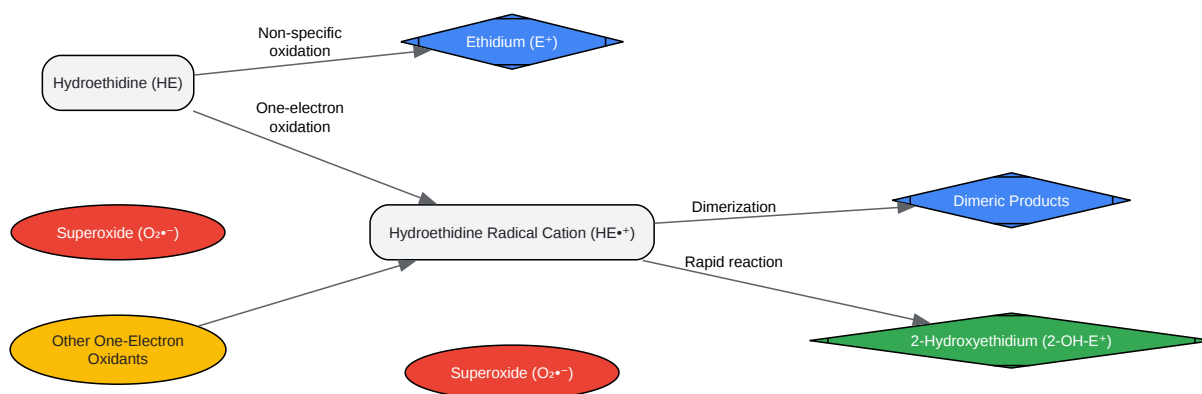 Non-specific
oxidation
Ethidium (E⁺)
Hydroethidine (HE)
One-electron
oxidation
Dimeric Products
Dimerization
Superoxide (O₂•⁻)
Hydroethidine Radical Cation (HE•⁺)
Rapid reaction
Other One-Electron
Oxidants
2-Hydroxyethidium (2-OH-E⁺)
Superoxide (O₂•⁻)